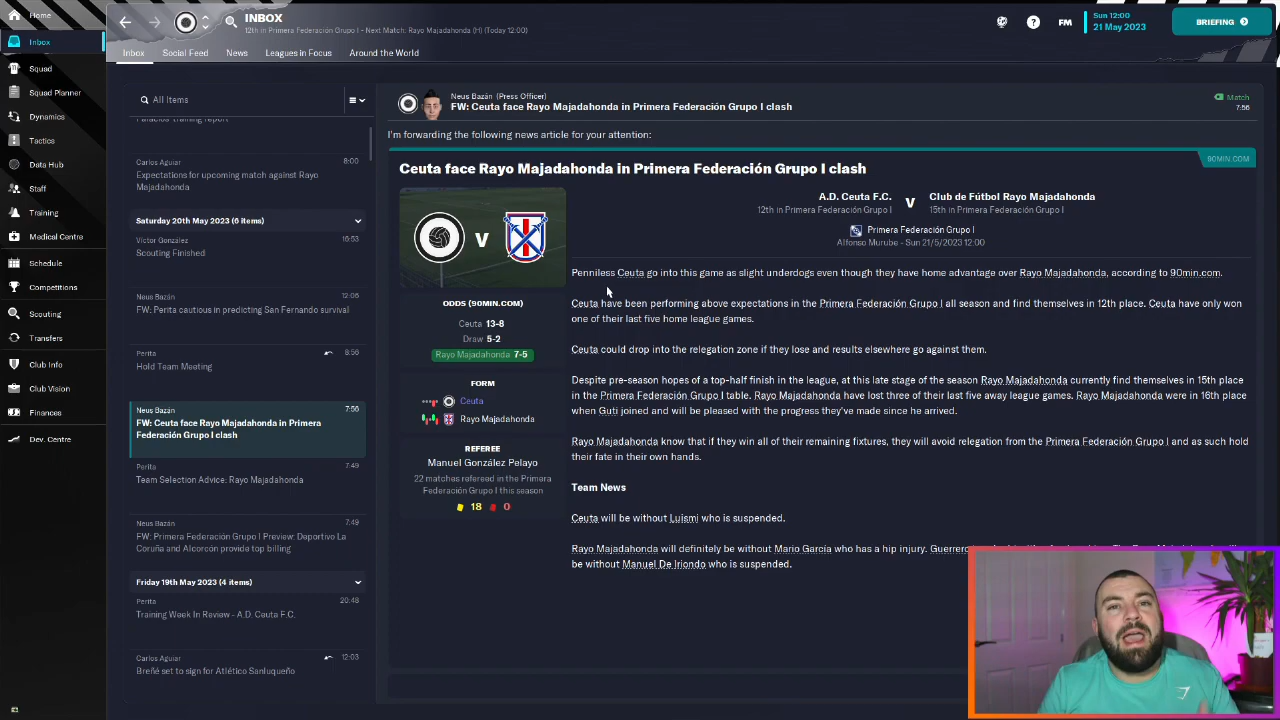 Home
INBOX
12th in Primera Federación Grupo I - Next Match: Rayo Majadahonda (H) (Today 12:00)
FM
Sun 12:00
21 May 2023
BRIEFING
Inbox
Squad
Squad Planner
Dynamics
Tactics
Data Hub
Staff
Training
Medical Centre
Schedule
Competitions
Scouting
Transfers
Club Info
Club Vision
Finances
Dev. Centre
Inbox
Social Feed
News
Leagues in Focus
Around the World
All Items
Palacios' training report
Carlos Aguiar
8:00
Expectations for upcoming match against Rayo
Majadahonda
Saturday 20th May 2023 (6 items)
Víctor González
16:53
Scouting Finished
Neus Bazán
12:06
FW: Perita cautious in predicting San Fernando survival
Perita
8:56
Hold Team Meeting
Neus Bazán
7:56
FW: Ceuta face Rayo Majadahonda in Primera
Federación Grupo I clash
Perita
7:49
Team Selection Advice: Rayo Majadahonda
Neus Bazán
7:49
FW: Primera Federación Grupo I Preview: Deportivo La
Coruña and Alcorcón provide top billing
Friday 19th May 2023 (4 items)
Perita
20:48
Training Week In Review - A.D. Ceuta F.C.
Carlos Aguiar
12:03
Breñé set to sign for Atlético Sanluqueño
Neus Bazán (Press Officer)
FW: Ceuta face Rayo Majadahonda in Primera Federación Grupo I clash
Match
7:56
I'm forwarding the following news article for your attention:
90MIN.COM
Ceuta face Rayo Majadahonda in Primera Federación Grupo I clash
V
ODDS (90MIN.COM)
Ceuta 13-8
Draw 5-2
Rayo Majadahonda 7-5
FORM
Ceuta
Rayo Majadahonda
REFEREE
Manuel González Pelayo
22 matches refereed in the Primera
Federación Grupo I this season
18 0
A.D. Ceuta F.C.
12th in Primera Federación Grupo I
V
Club de Fútbol Rayo Majadahonda
15th in Primera Federación Grupo I
Primera Federación Grupo I
Alfonso Murube - Sun 21/5/2023 12:00
Penniless Ceuta go into this game as slight underdogs even though they have home advantage over Rayo Majadahonda, according to 90min.com.
Ceuta have been performing above expectations in the Primera Federación Grupo I all season and find themselves in 12th place. Ceuta have only won
one of their last five home league games.
Ceuta could drop into the relegation zone if they lose and results elsewhere go against them.
Despite pre-season hopes of a top-half finish in the league, at this late stage of the season Rayo Majadahonda currently find themselves in 15th place
in the Primera Federación Grupo I table. Rayo Majadahonda have lost three of their last five away league games. Rayo Majadahonda were in 16th place
when Guti joined and will be pleased with the progress they've made since he arrived.
Rayo Majadahonda know that if they win all of their remaining fixtures, they will avoid relegation from the Primera Federación Grupo I and as such hold
their fate in their own hands.
Team News
Ceuta will be without Luismi who is suspended.
Rayo Majadahonda will definitely be without Mario García who has a hip injury. Guerrero
be without Manuel De Iriondo who is suspended.